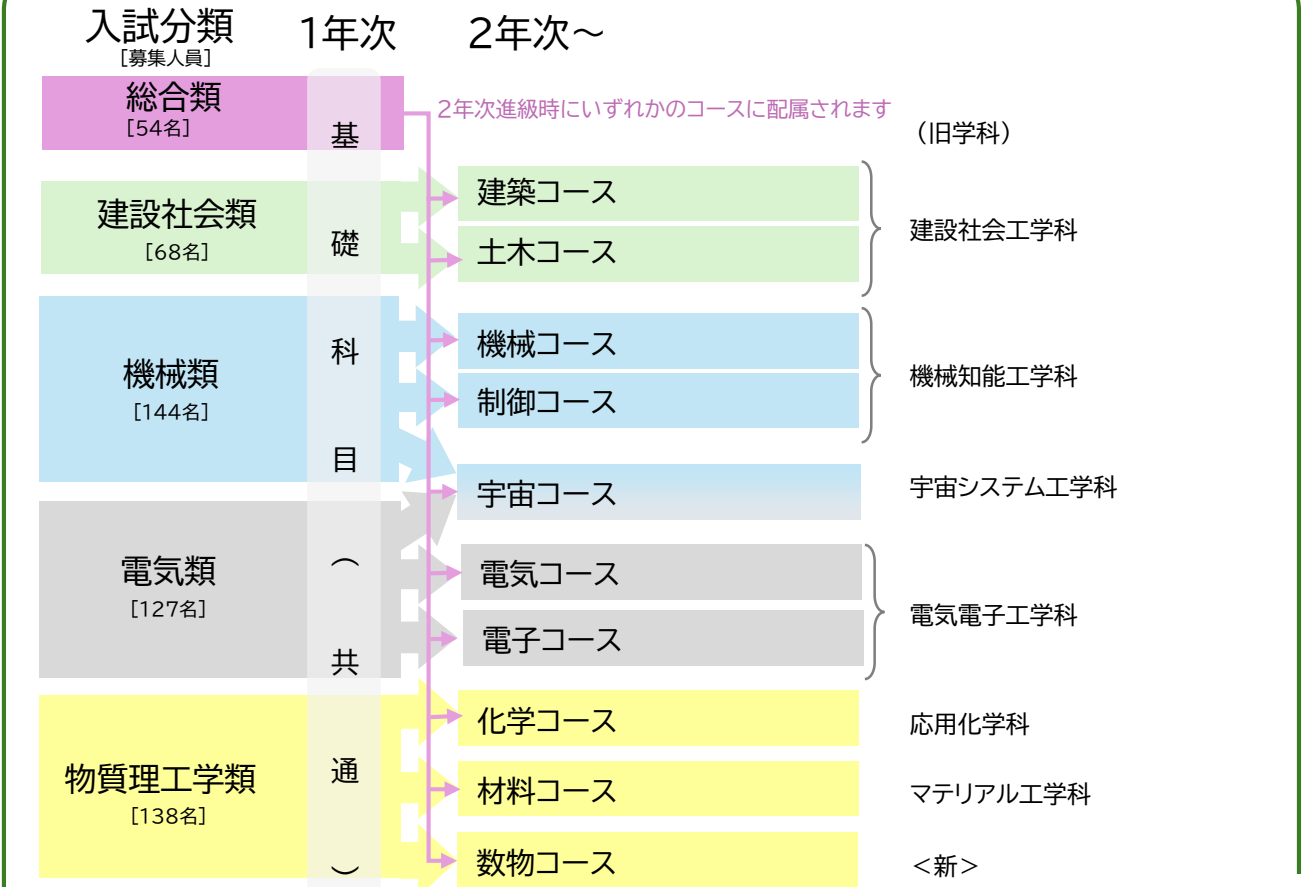 入試分類
[募集人員]
1年次
2年次～
総合類
[54名]
2年次進級時にいずれかのコースに配属されます
（旧学科）
基礎科目（共通）
建設社会類
[68名]
建築コース
土木コース
建設社会工学科
機械類
[144名]
機械コース
制御コース
機械知能工学科
宇宙コース
宇宙システム工学科
電気類
[127名]
電気コース
電子コース
電気電子工学科
物質理工学類
[138名]
化学コース
応用化学科
材料コース
マテリアル工学科
数物コース
＜新＞